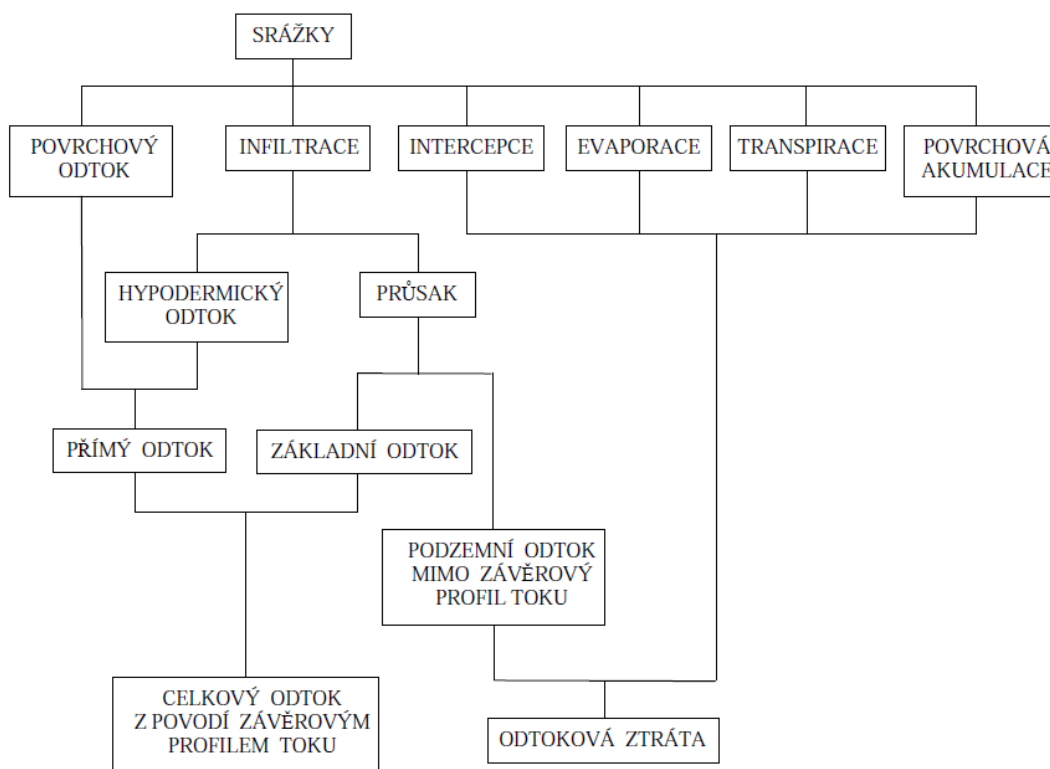 SRÁŽKY
POVRCHOVÝ
ODTOK
INFILTRACE
INTERCEPCE
EVAPORACE
TRANSPIRACE
POVRCHOVÁ
AKUMULACE
HYPODERMICKÝ
ODTOK
PRŮSAK
PŘÍMÝ ODTOK
ZÁKLADNÍ ODTOK
PODZEMNÍ ODTOK
MIMO ZÁVĚROVÝ
PROFIL TOKU
CELKOVÝ ODTOK
Z POVODÍ ZÁVĚROVÝM
PROFILEM TOKU
ODTOKOVÁ ZTRÁTA